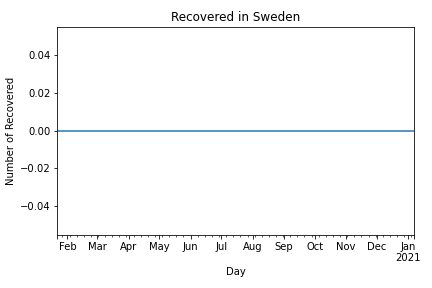 Recovered in Sweden
Number of Recovered
0.04
0.02
0.00
−0.02
−0.04
Feb Mar Apr May Jun Jul Aug Sep Oct Nov Dec Jan
2021
Day